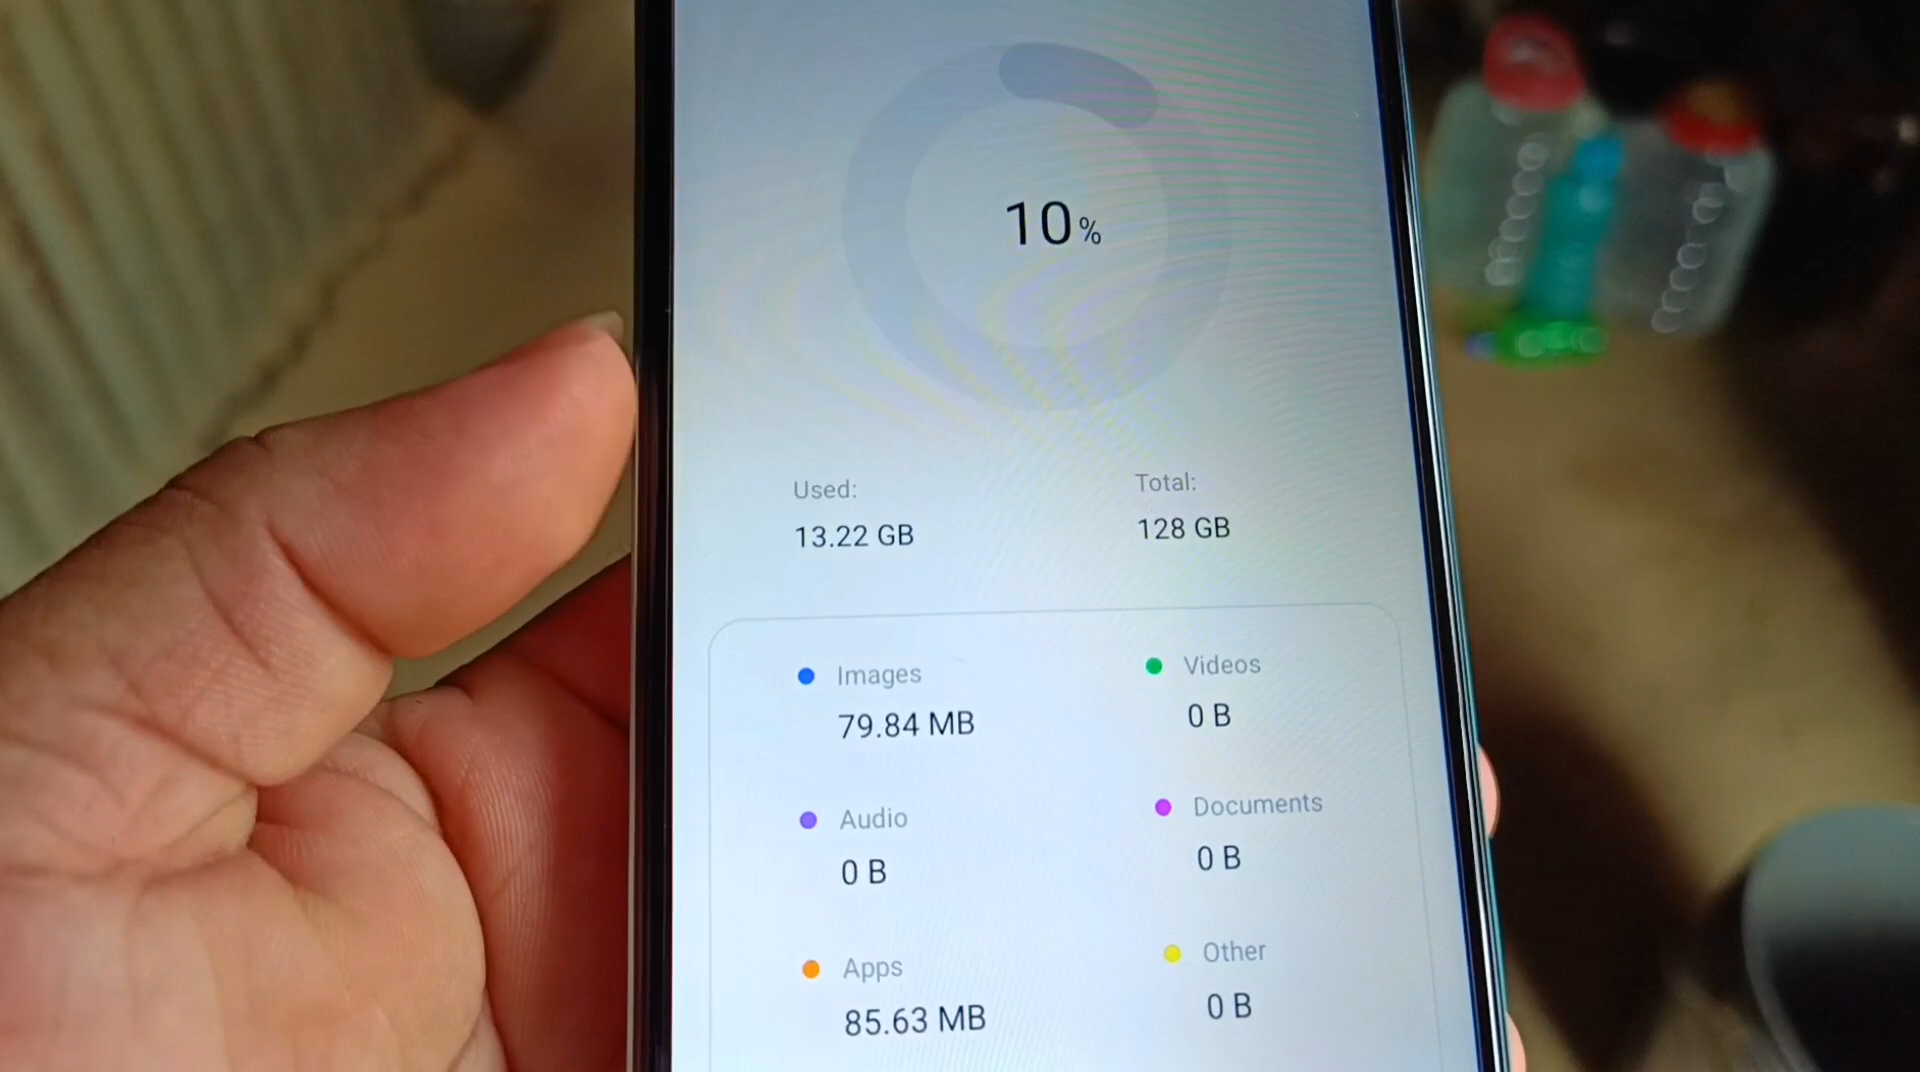 10%
Used:
13.22 GB
Total:
128 GB
Images
79.84 MB
Videos
0 B
Audio
0 B
Documents
0 B
Apps
85.63 MB
Other
0 B